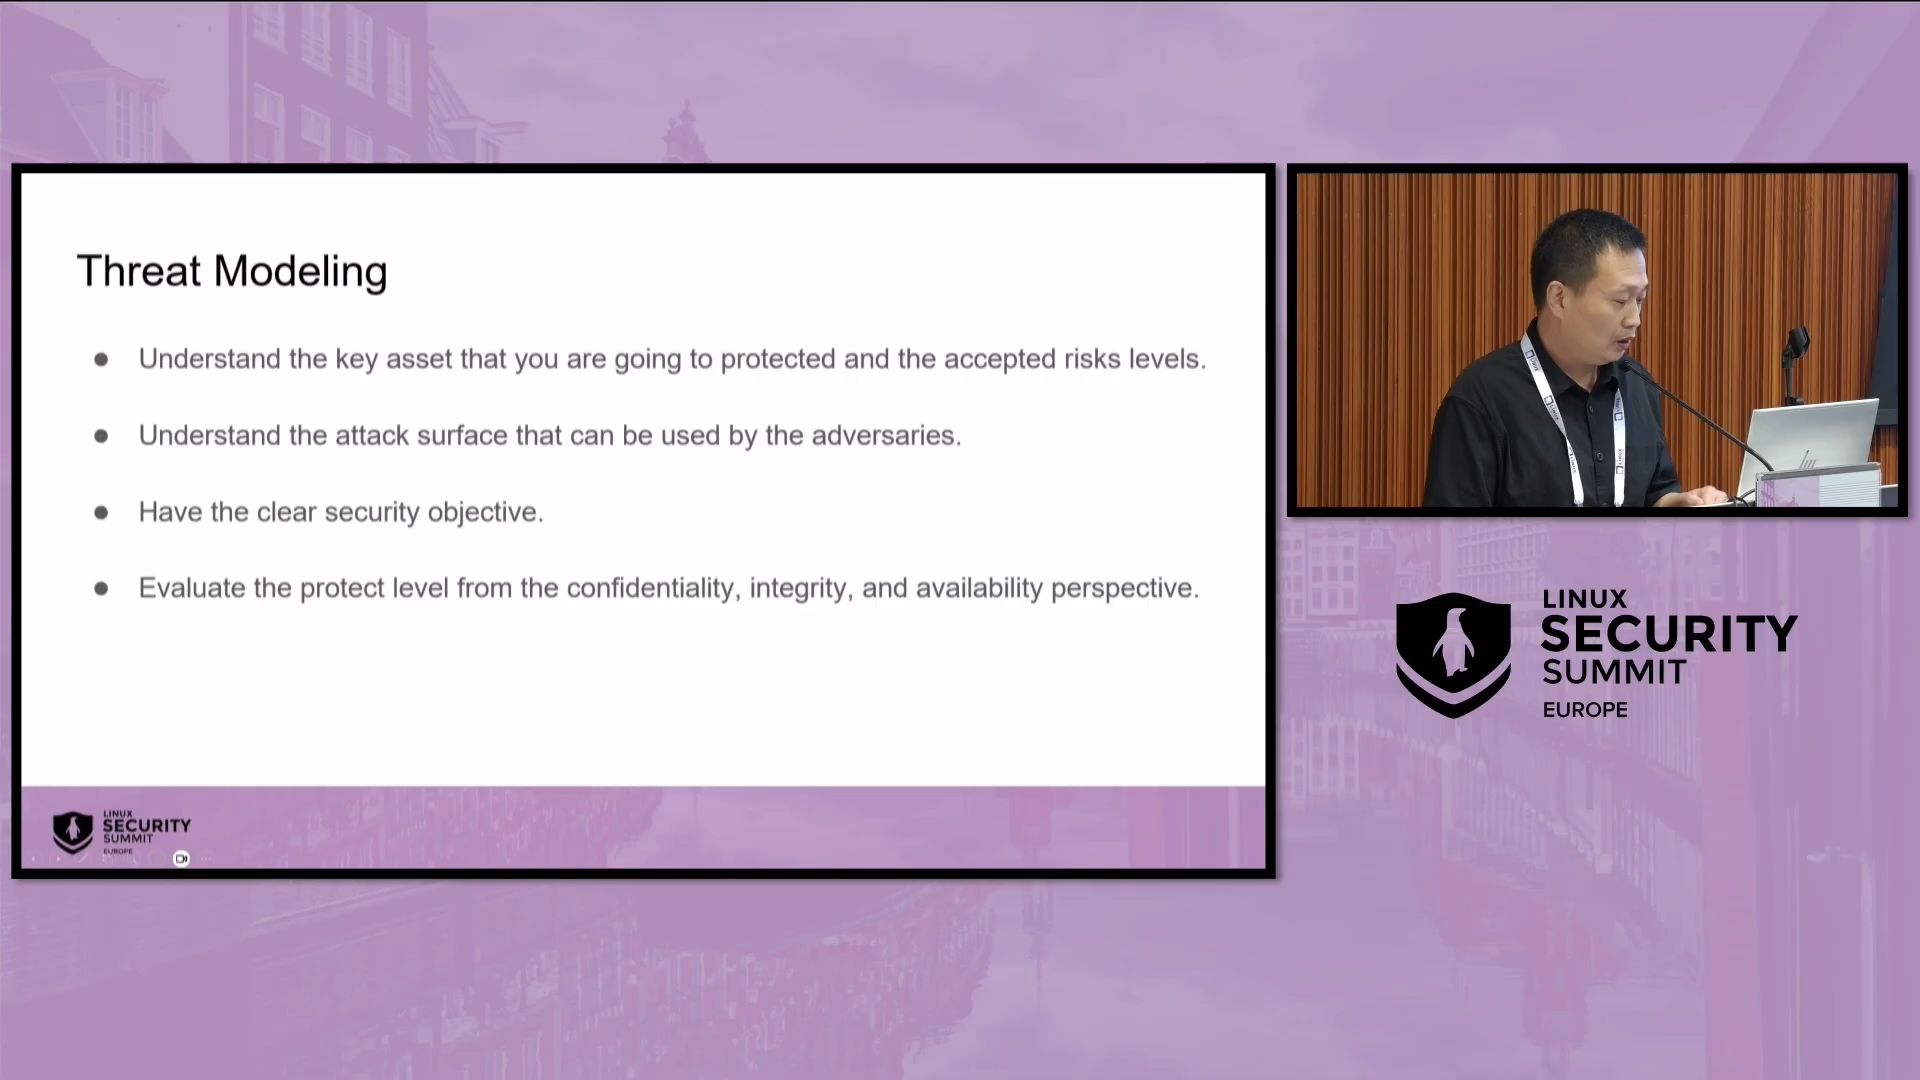 Threat Modeling
● Understand the key asset that you are going to protected and the accepted risks levels.
● Understand the attack surface that can be used by the adversaries.
● Have the clear security objective.
● Evaluate the protect level from the confidentiality, integrity, and availability perspective.
LINUX
SECURITY
SUMMIT
EUROPE
hp
LINUX
SECURITY
SUMMIT
EUROPE